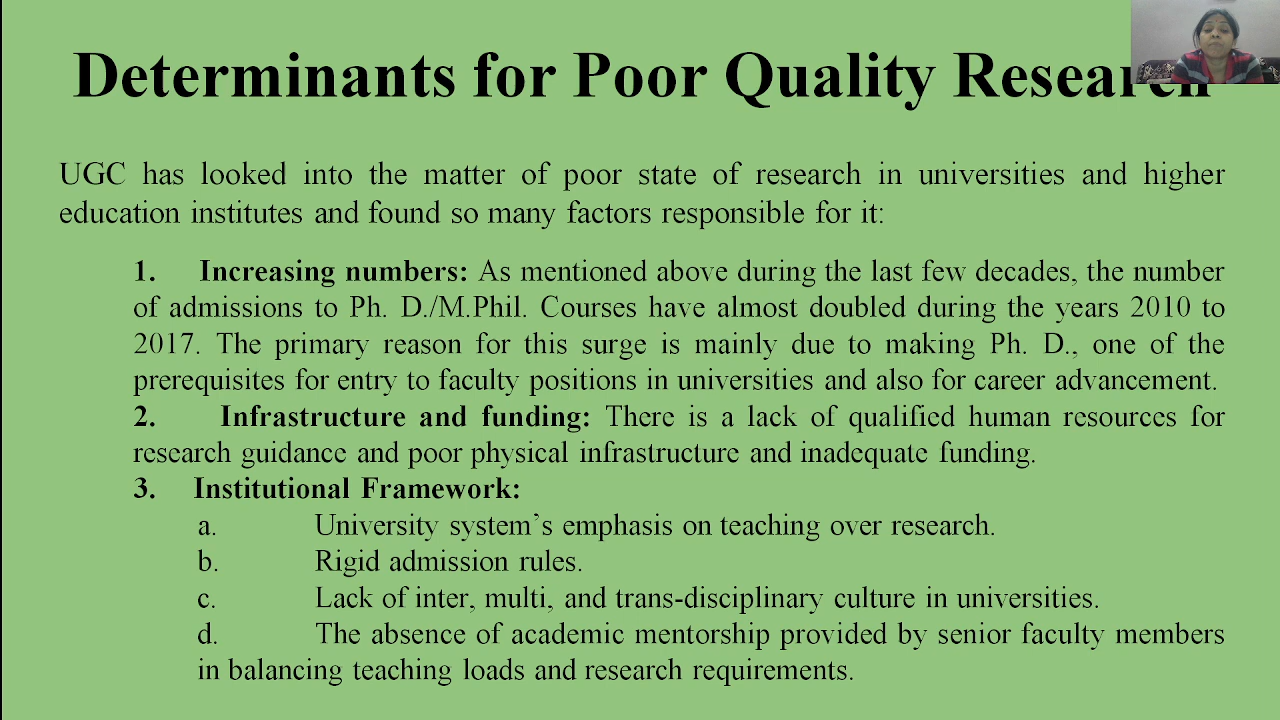 Determinants for Poor Quality Research
UGC has looked into the matter of poor state of research in universities and higher
education institutes and found so many factors responsible for it:
1. Increasing numbers: As mentioned above during the last few decades, the number
of admissions to Ph. D./M.Phil. Courses have almost doubled during the years 2010 to
2017. The primary reason for this surge is mainly due to making Ph. D., one of the
prerequisites for entry to faculty positions in universities and also for career advancement.
2. Infrastructure and funding: There is a lack of qualified human resources for
research guidance and poor physical infrastructure and inadequate funding.
3. Institutional Framework:
a. University system’s emphasis on teaching over research.
b. Rigid admission rules.
c. Lack of inter, multi, and trans-disciplinary culture in universities.
d. The absence of academic mentorship provided by senior faculty members
in balancing teaching loads and research requirements.